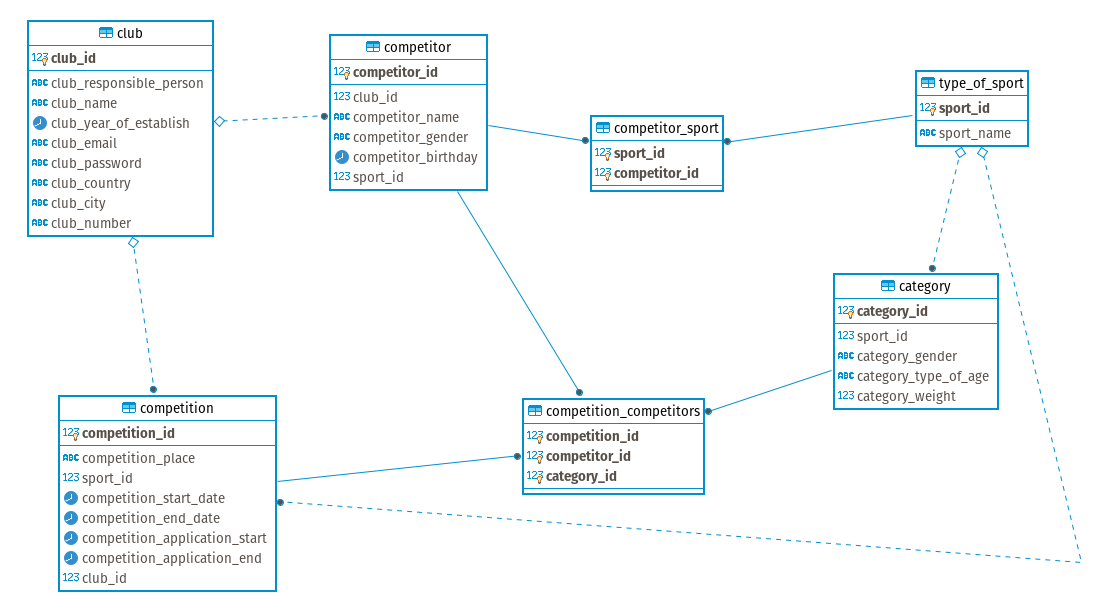 club
123 club_id
ABC club_responsible_person
ABC club_name
club_year_of_establish
ABC club_email
ABC club_password
ABC club_country
ABC club_city
ABC club_number
competitor
123 competitor_id
123 club_id
ABC competitor_name
ABC competitor_gender
competitor_birthday
123 sport_id
competitor_sport
123 sport_id
123 competitor_id
type_of_sport
123 sport_id
ABC sport_name
category
123 category_id
123 sport_id
ABC category_gender
ABC category_type_of_age
123 category_weight
competition
123 competition_id
ABC competition_place
123 sport_id
competition_start_date
competition_end_date
competition_application_start
competition_application_end
123 club_id
competition_competitors
123 competition_id
123 competitor_id
123 category_id